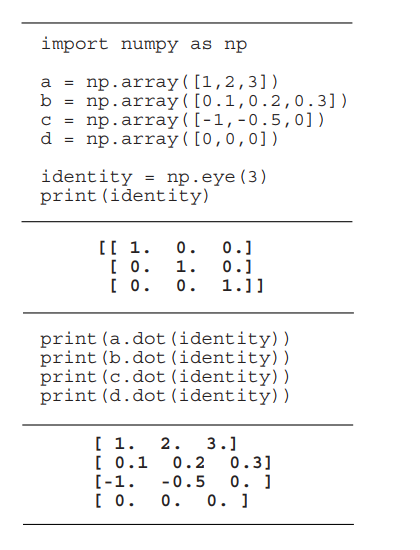 import numpy as np
a = np.array([1,2,3])
b = np.array([0.1,0.2,0.3])
c = np.array([-1,-0.5,0])
d = np.array([0,0,0])
identity = np.eye(3)
print(identity)
[[ 1. 0. 0.]
[ 0. 1. 0.]
[ 0. 0. 1.]]
print(a.dot(identity))
print(b.dot(identity))
print(c.dot(identity))
print(d.dot(identity))
[ 1. 2. 3.]
[ 0.1 0.2 0.3]
[-1. -0.5 0. ]
[ 0. 0. 0. ]